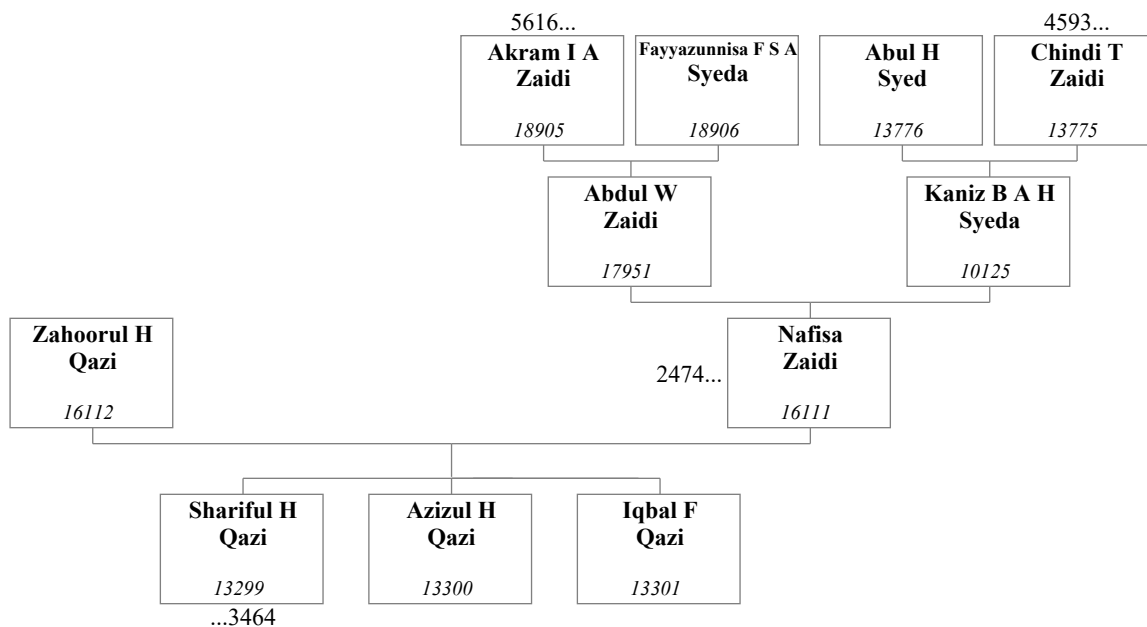 5616...
4593...
Akram I A
Zaidi
18905
Fayyazunnisa F S A
Syeda
18906
Abul H
Syed
13776
Chindi T
Zaidi
13775
Abdul W
Zaidi
17951
Kaniz B A H
Syeda
10125
Zahoorul H
Qazi
16112
2474...
Nafisa
Zaidi
16111
Shariful H
Qazi
13299
Azizul H
Qazi
13300
Iqbal F
Qazi
13301
...3464